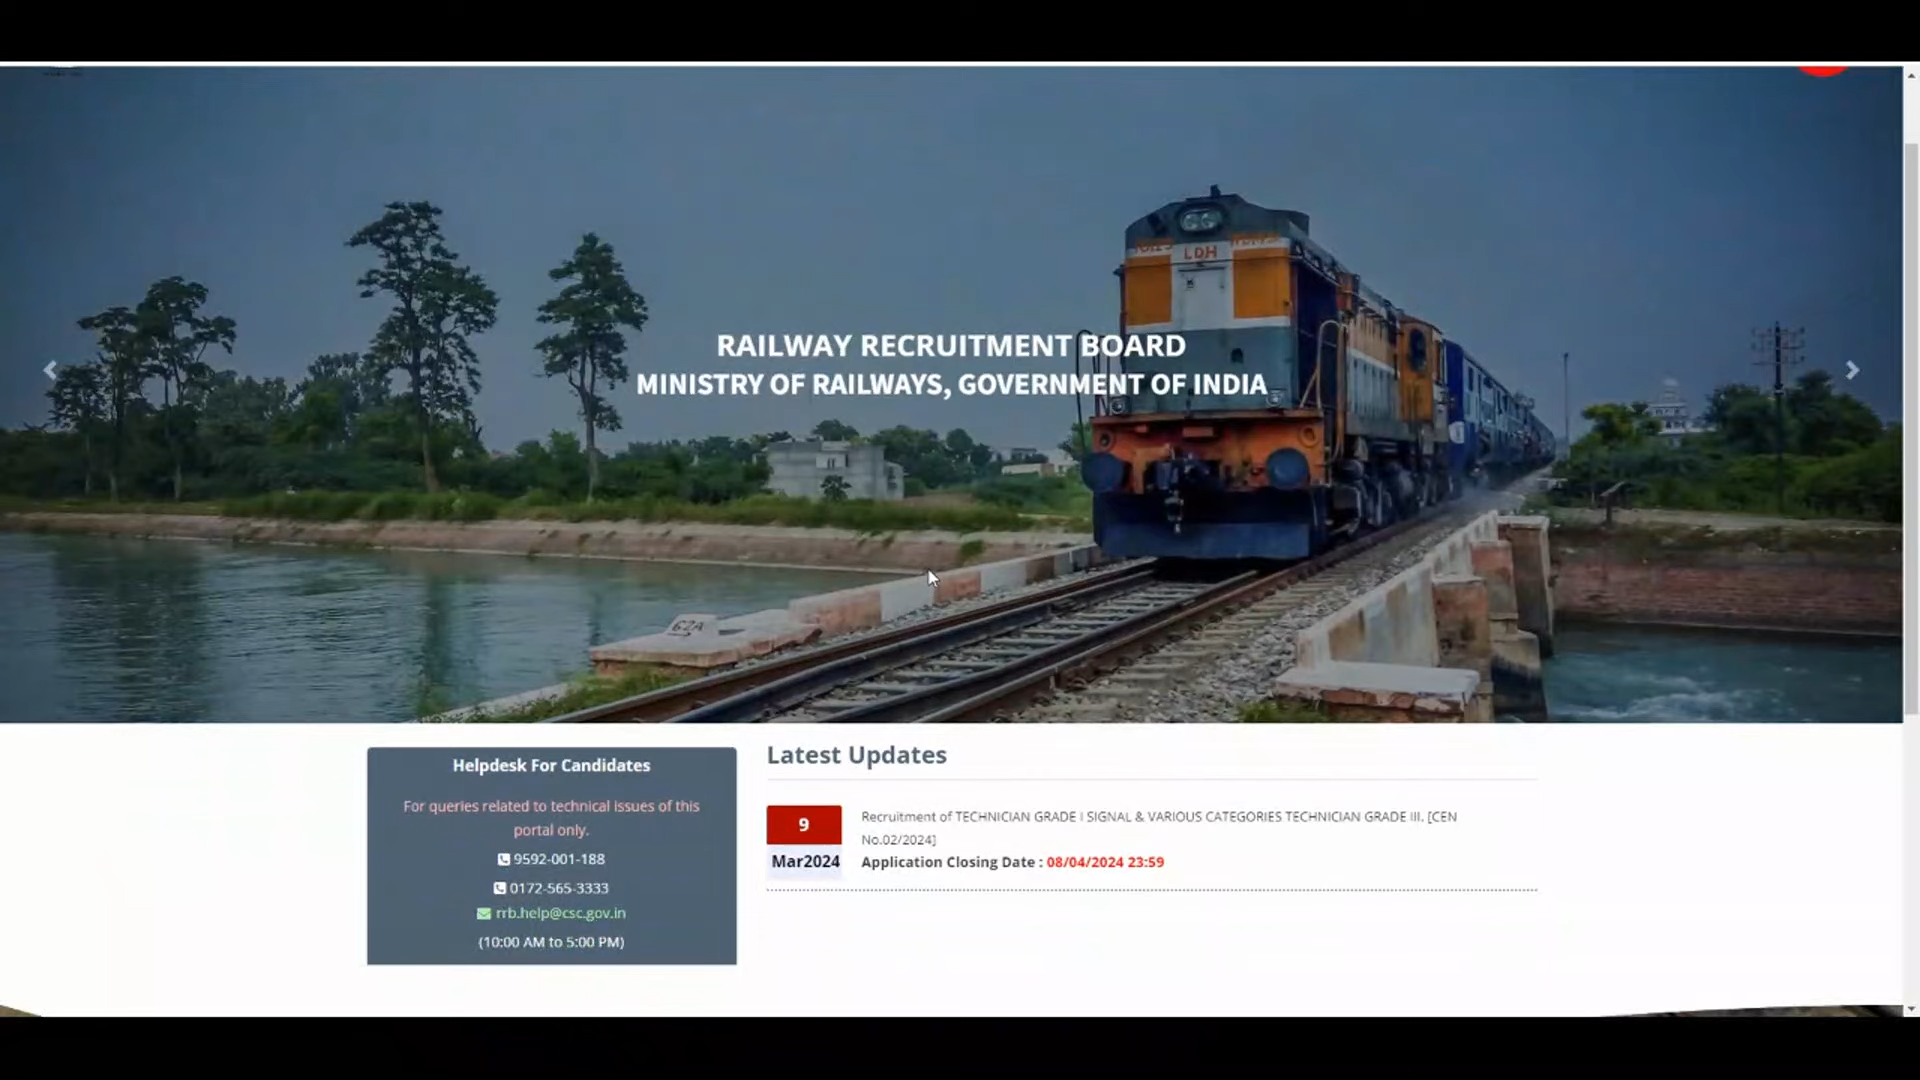 LDH
RAILWAY RECRUITMENT BOARD
MINISTRY OF RAILWAYS, GOVERNMENT OF INDIA
62A
Helpdesk For Candidates
For queries related to technical issues of this
portal only.
9592-001-188
0172-565-3333
rrb.help@csc.gov.in
(10:00 AM to 5:00 PM)
Latest Updates
9
Mar2024
Recruitment of TECHNICIAN GRADE I SIGNAL & VARIOUS CATEGORIES TECHNICIAN GRADE III. [CEN
No.02/2024]
Application Closing Date : 08/04/2024 23:59